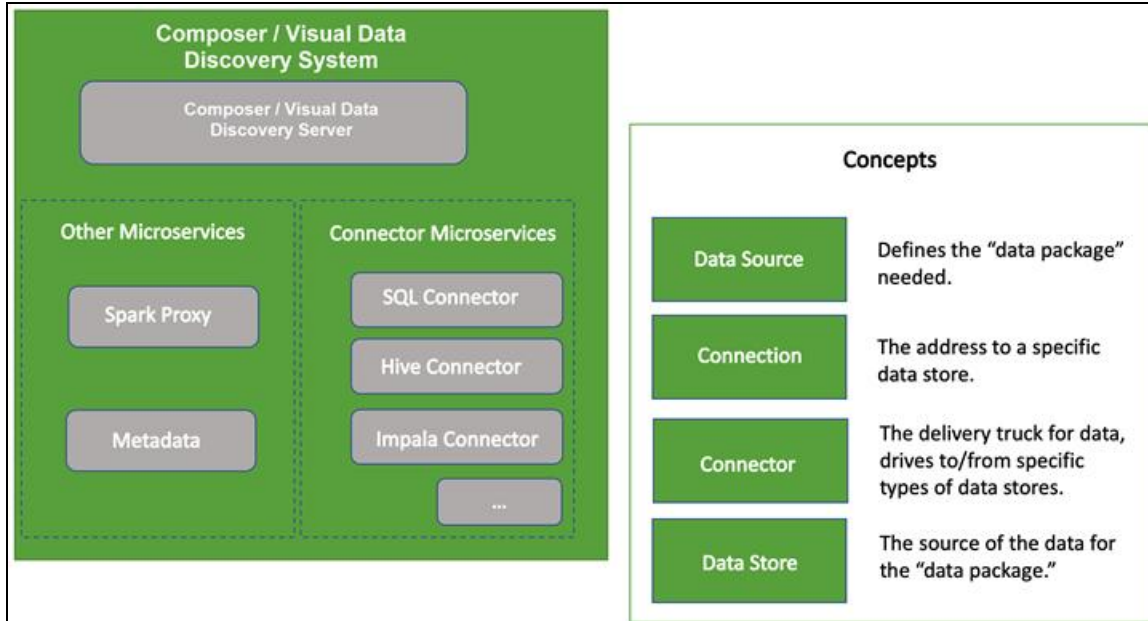 Composer / Visual Data
Discovery System
Composer / Visual Data
Discovery Server
Other Microservices
Spark Proxy
Metadata
Connector Microservices
SQL Connector
Hive Connector
Impala Connector
...
Concepts
Data Source
Defines the “data package”
needed.
Connection
The address to a specific
data store.
Connector
The delivery truck for data,
drives to/from specific
types of data stores.
Data Store
The source of the data for
the “data package.”